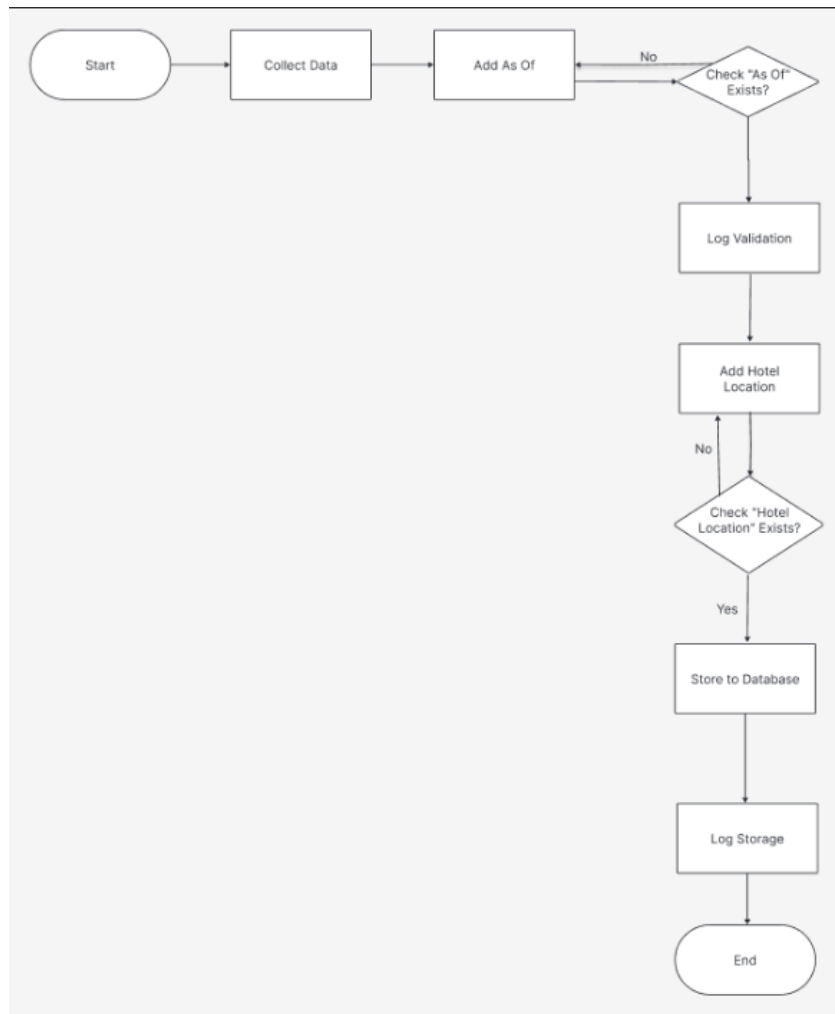 Start
Collect Data
Add As Of
No
Check "As Of"
Exists?
Log Validation
Add Hotel
Location
No
Check "Hotel
Location" Exists?
Yes
Store to Database
Log Storage
End